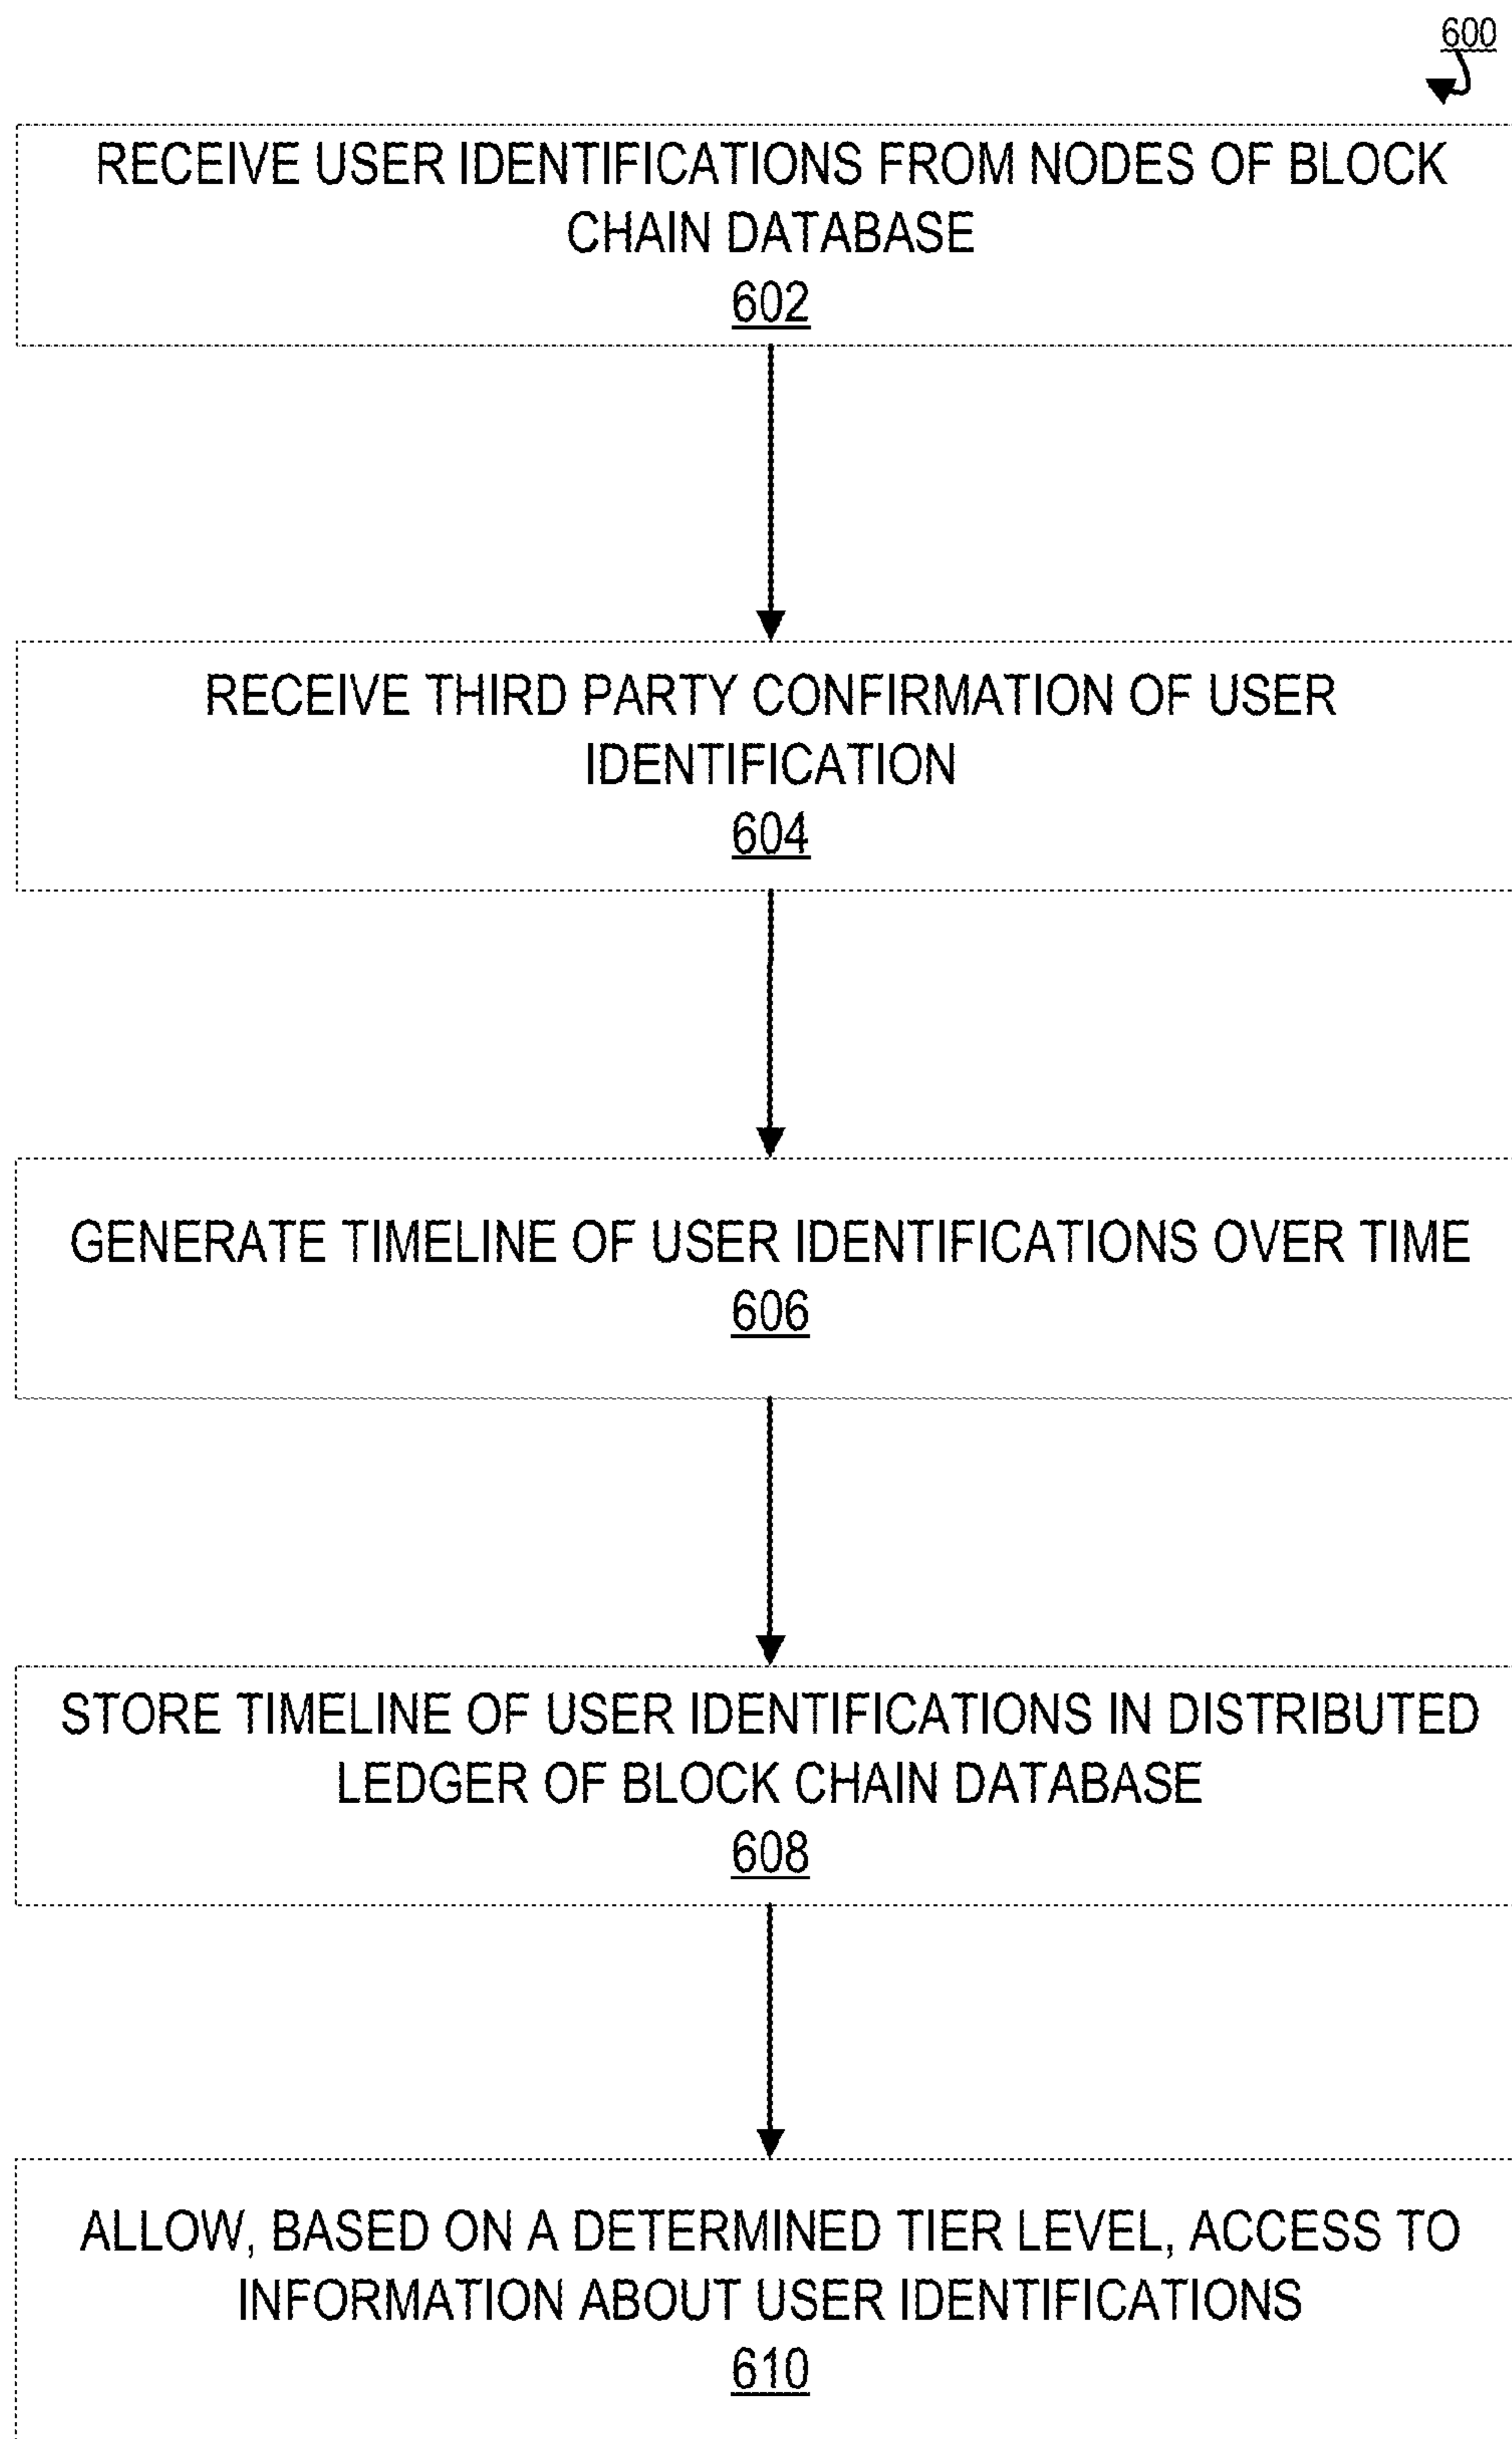 600
RECEIVE USER IDENTIFICATIONS FROM NODES OF BLOCK
CHAIN DATABASE
602
RECEIVE THIRD PARTY CONFIRMATION OF USER
IDENTIFICATION
604
GENERATE TIMELINE OF USER IDENTIFICATIONS OVER TIME
606
STORE TIMELINE OF USER IDENTIFICATIONS IN DISTRIBUTED
LEDGER OF BLOCK CHAIN DATABASE
608
ALLOW, BASED ON A DETERMINED TIER LEVEL, ACCESS TO
INFORMATION ABOUT USER IDENTIFICATIONS
610